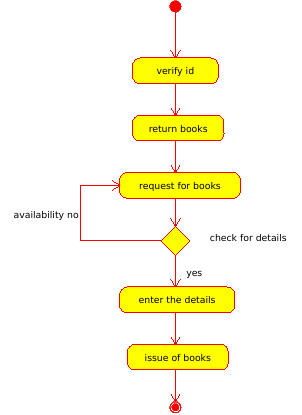 verify id
return books
request for books
availability no
check for details
yes
enter the details
issue of books